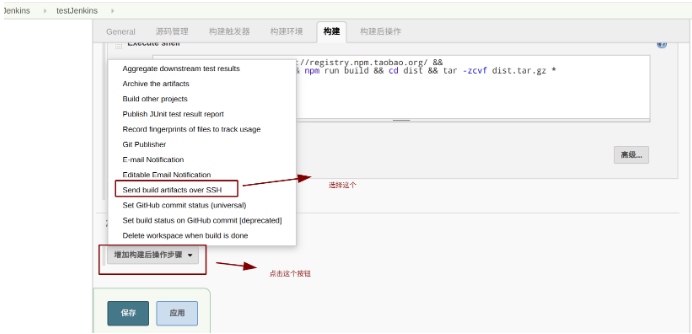 Jenkins › testJenkins ›
General 源码管理 构建触发器 构建环境 构建 构建后操作
Execute shell
://registry.npm.taobao.org/ &&
& npm run build && cd dist && tar -zcvf dist.tar.gz *
Aggregate downstream test results
Archive the artifacts
Build other projects
Publish JUnit test result report
Record fingerprints of files to track usage
Git Publisher
E-mail Notification
Editable Email Notification
Send build artifacts over SSH
Set GitHub commit status (universal)
Set build status on GitHub commit [deprecated]
Delete workspace when build is done
高级...
选择这个
增加构建后操作步骤
点击这个按钮
保存 应用